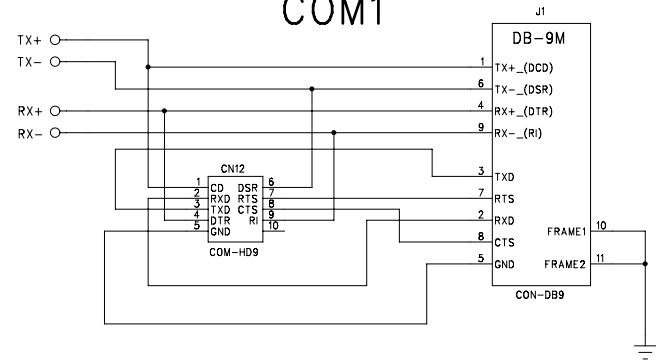 COM1
J1
DB-9M
TX+
TX-
RX+
RX-
1 TX+_(DCD)
6 TX-_(DSR)
4 RX+_(DTR)
9 RX-_(RI)
3 TXD
7 RTS
2 RXD
8 CTS
5 GND
FRAME1 10
FRAME2 11
CON-DB9
CN12
1 CD DSR 6
2 RXD RTS 7
3 TXD CTS 8
4 DTR RI 9
5 GND 10
COM-HD9